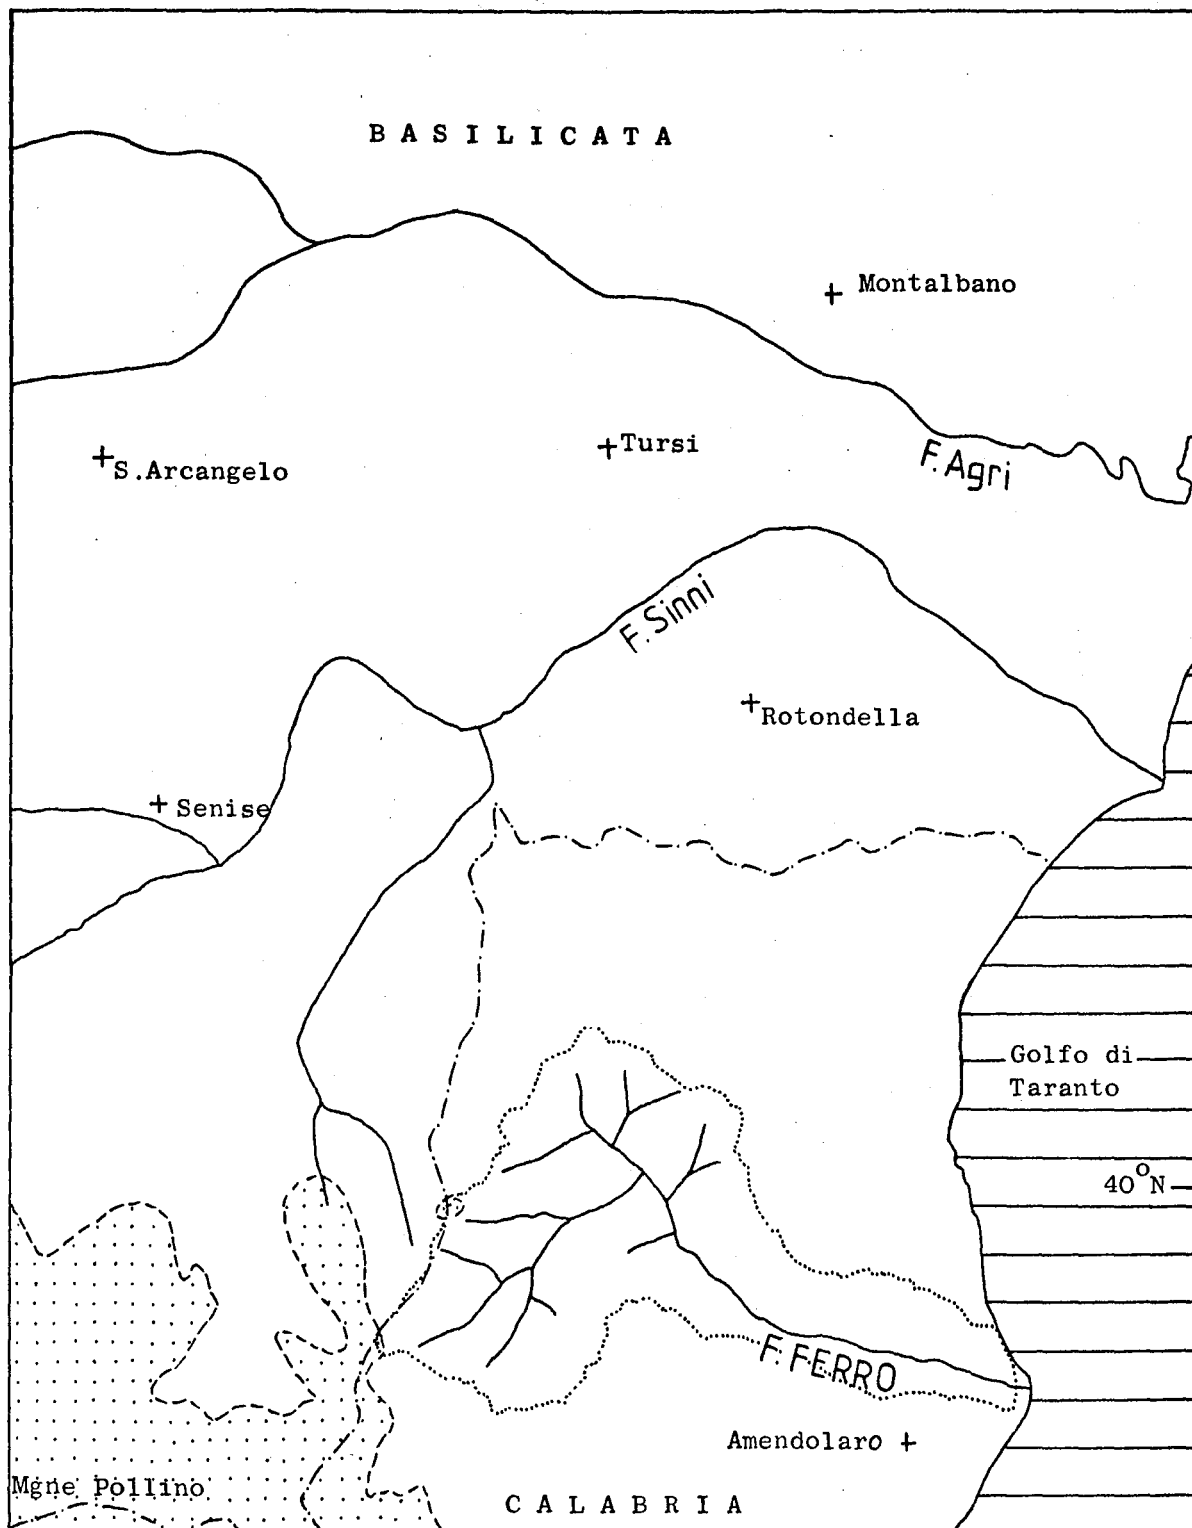 BASILICATA
Montalbano
Tursi
F. Agri
S.Arcangelo
F. Sinni
Rotondella
Senise
Golfo di
Taranto
40°N
F. FERRO
Amendolaro
Mgne Pollino
CALABRIA